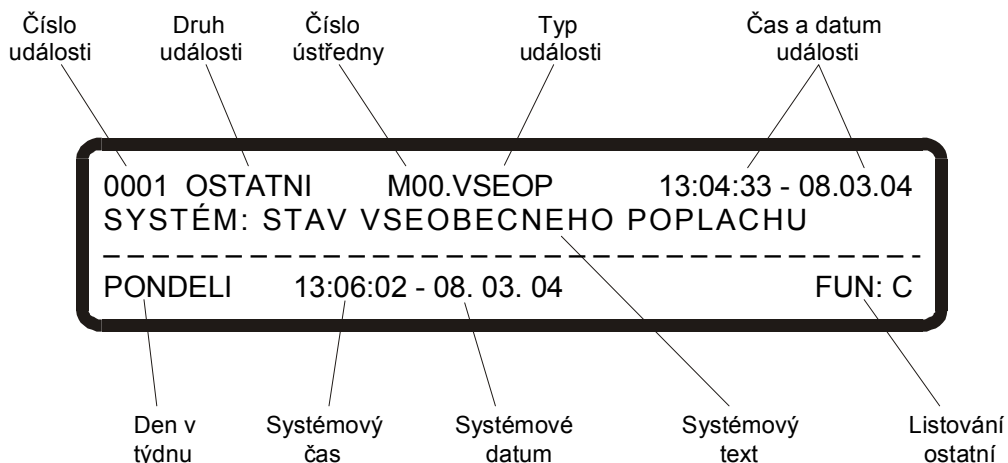 Číslo události
Druh události
Číslo ústředny
Typ události
Čas a datum události
0001 OSTATNI M00.VSEOP 13:04:33 - 08.03.04
SYSTÉM: STAV VSEOBECNEHO POPLACHU
PONDELI 13:06:02 - 08. 03. 04 FUN: C
Den v týdnu
Systémový čas
Systémové datum
Systémový text
Listování ostatní